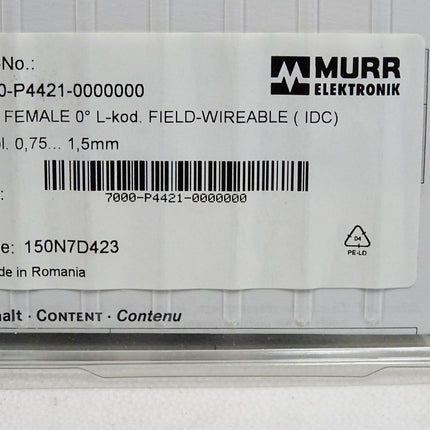 -No.:
0-P4421-0000000
FEMALE 0° L-kod. FIELD-WIREABLE ( IDC)
l. 0,75... 1,5mm
MURR
ELEKTRONIK
:
7000-P4421-0000000
e: 150N7D423
de in Romania
04
PE-LD
alt · CONTENT · Contenu